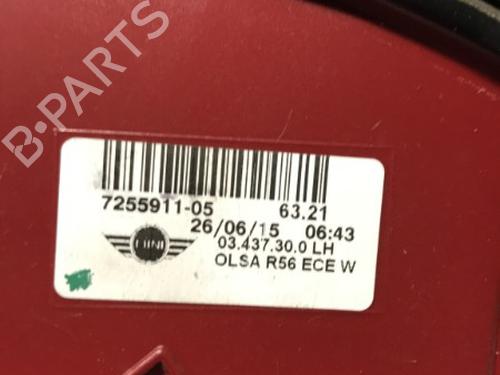 B-PARTS
7255911-05 63.21
26/06/15 06:43
MINI 03.437.30.0 LH
OLSA R56 ECE W